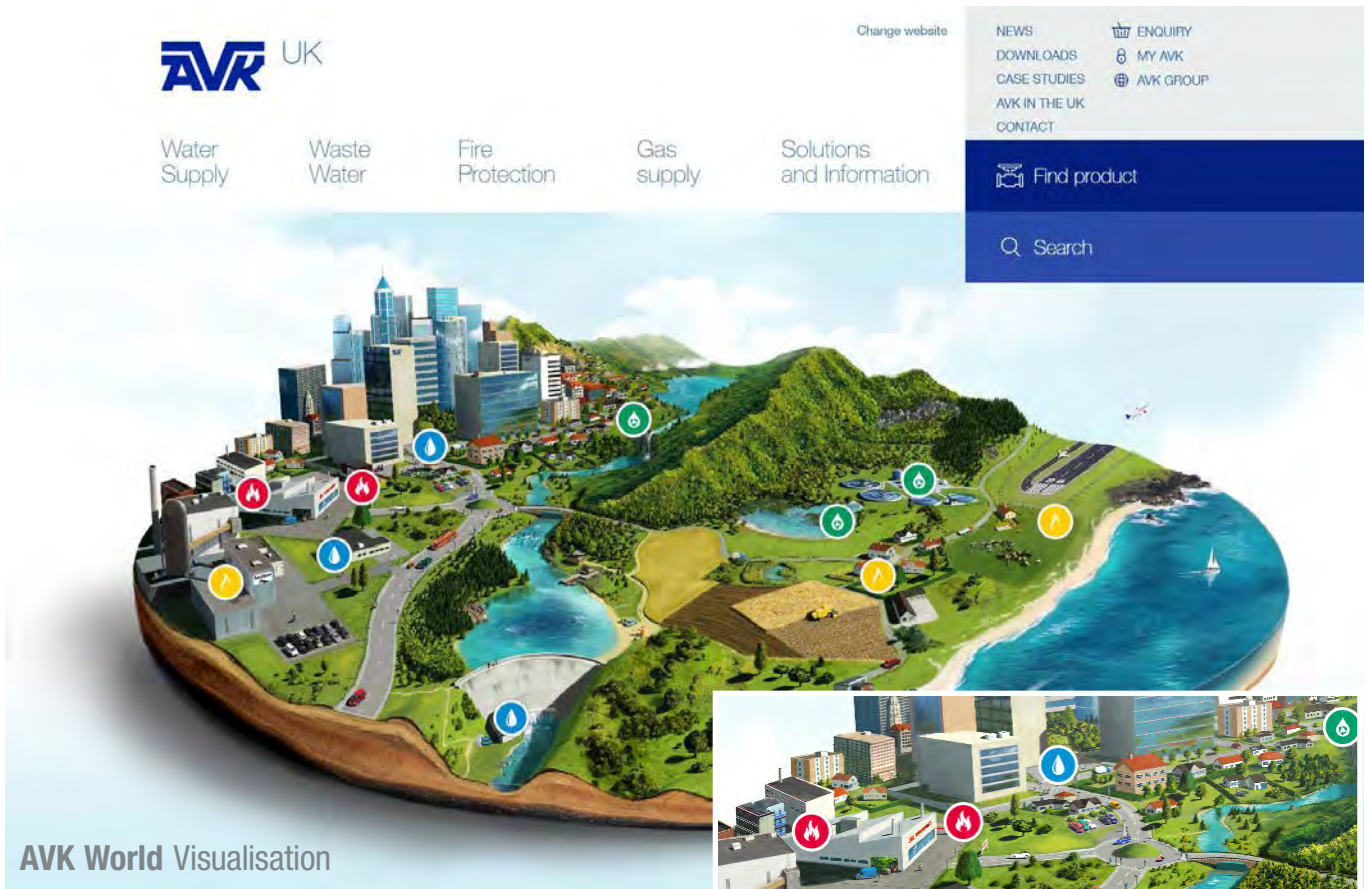 AVK UK
Change website
NEWS
DOWNLOADS
CASE STUDIES
AVK IN THE UK
CONTACT
ENQUIRY
MY AVK
AVK GROUP
Water
Supply
Waste
Water
Fire
Protection
Gas
supply
Solutions
and Information
Find product
Search
AVK World Visualisation